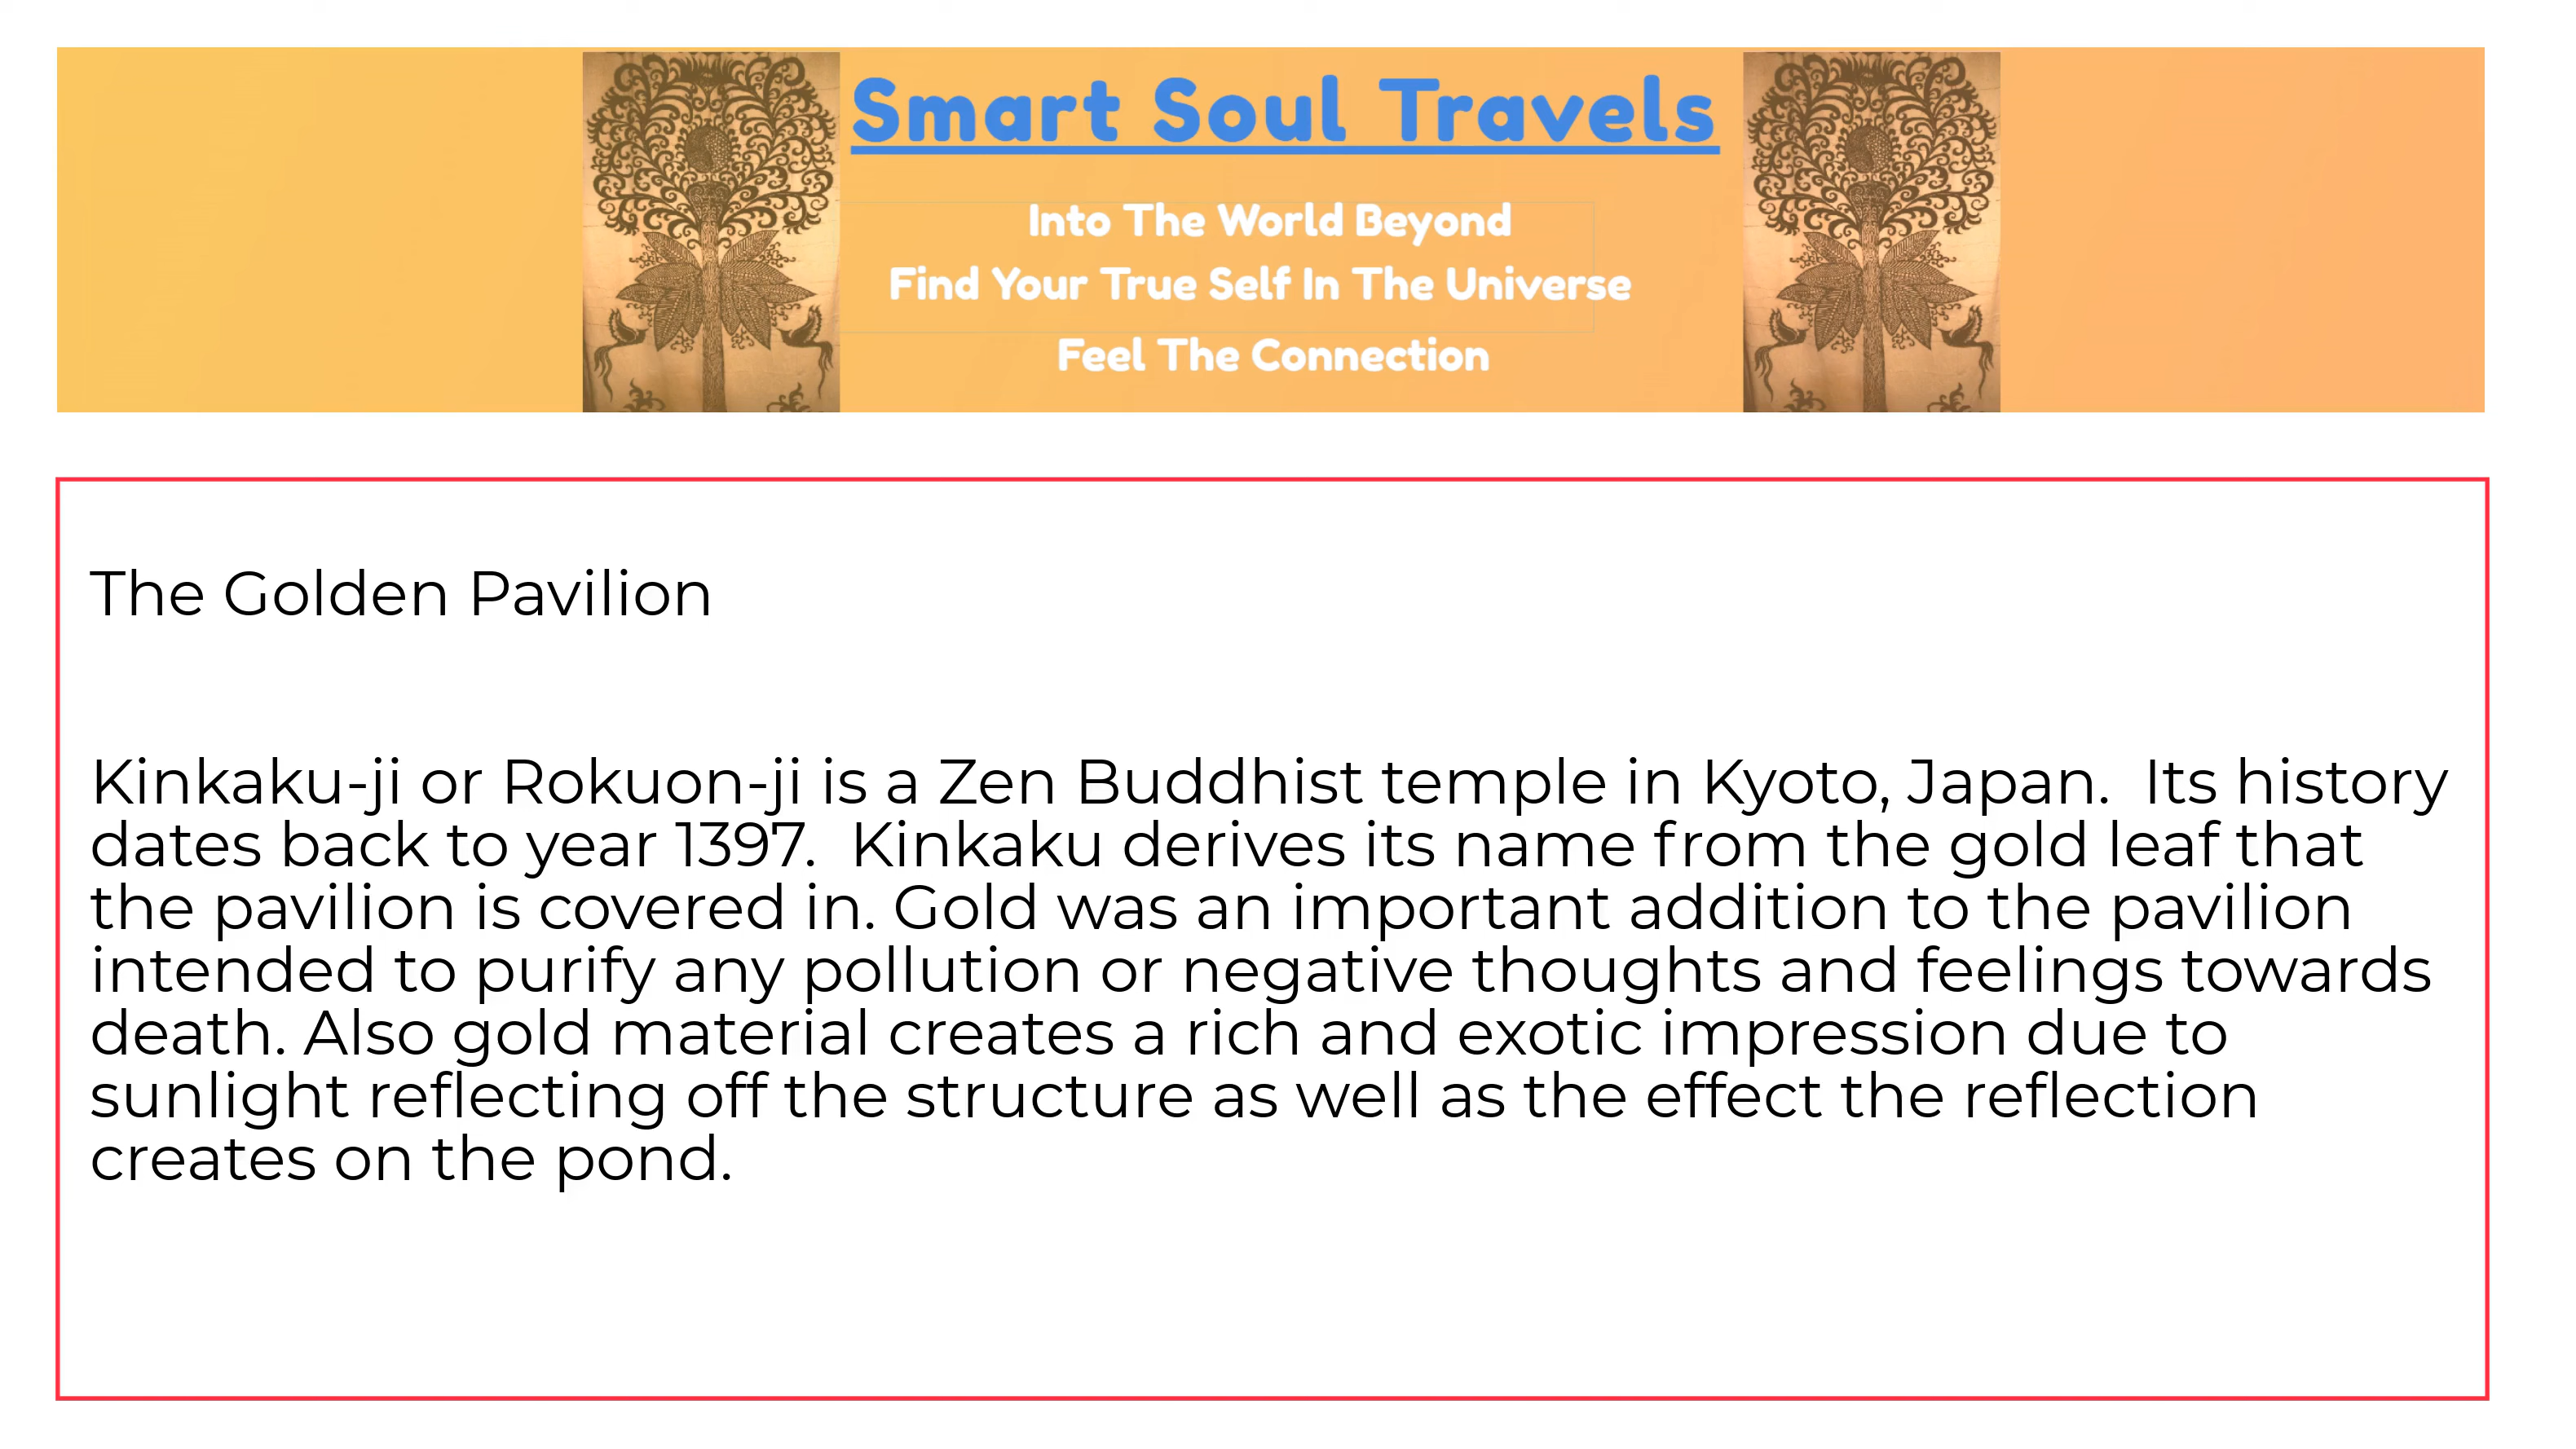 Smart Soul Travels
Into The World Beyond
Find Your True Self In The Universe
Feel The Connection
The Golden Pavilion
Kinkaku-ji or Rokuon-ji is a Zen Buddhist temple in Kyoto, Japan.  Its history
dates back to year 1397.  Kinkaku derives its name from the gold leaf that
the pavilion is covered in. Gold was an important addition to the pavilion
intended to purify any pollution or negative thoughts and feelings towards
death. Also gold material creates a rich and exotic impression due to
sunlight reflecting off the structure as well as the effect the reflection
creates on the pond.